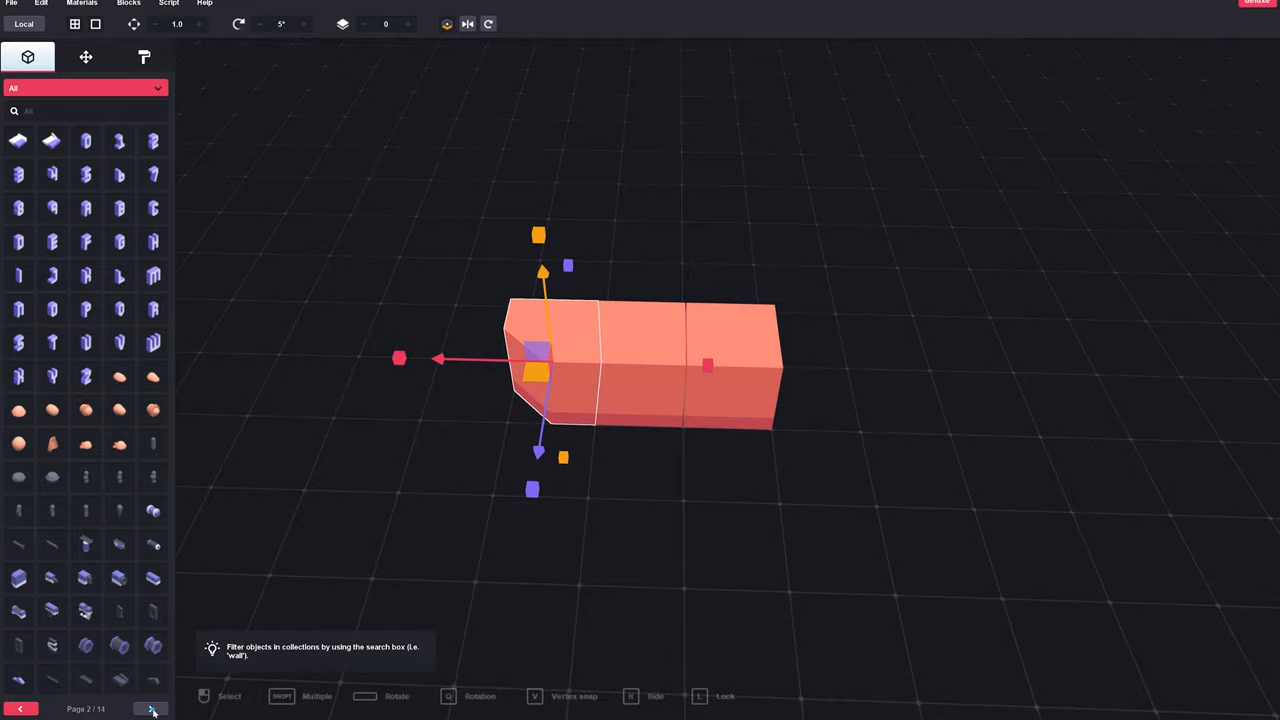 File Edit Materials Blocks Script Help
Local 1.0 5° 0
All
All
Filter objects in collections by using the search box (i.e.
'wall').
Page 2 / 14
Select SHIFT Multiple Rotate Q Rotation V Vertex snap R Ride L Lock